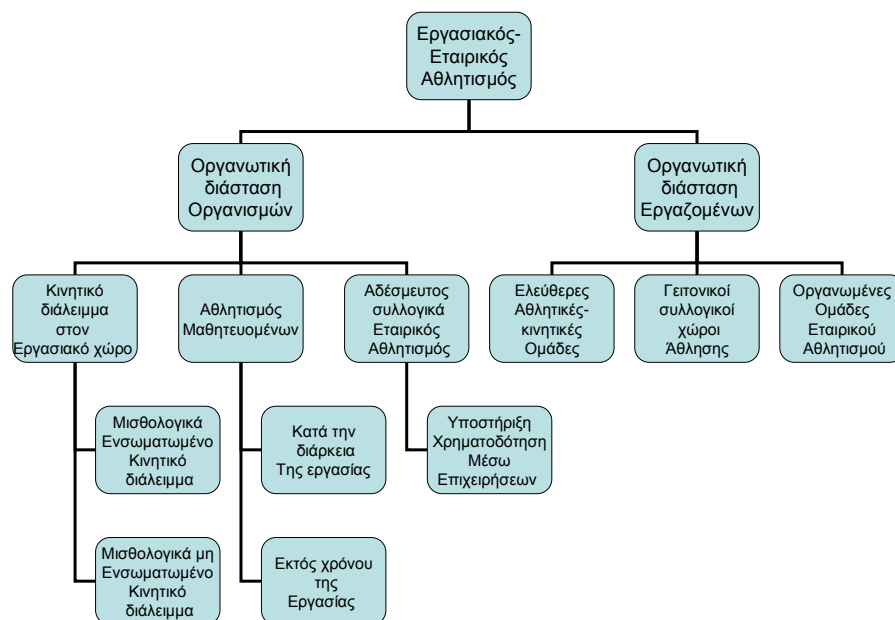 Εργασιακός-
Εταιρικός
Αθλητισμός
Οργανωτική
διάσταση
Οργανισμών
Οργανωτική
διάσταση
Εργαζομένων
Κινητικό
διάλειμμα
στον
Εργασιακό χώρο
Αθλητισμός
Μαθητευομένων
Αδέσμευτος
συλλογικά
Εταιρικός
Αθλητισμός
Ελεύθερες
Αθλητικές-
κινητικές
Ομάδες
Γειτονικοί
συλλογικοί
χώροι
Άθλησης
Οργανωμένες
Ομάδες
Εταιρικού
Αθλητισμού
Μισθολογικά
Ενσωματωμένο
Κινητικό
διάλειμμα
Κατά την
διάρκεια
Της εργασίας
Υποστήριξη
Χρηματοδότηση
Μέσω
Επιχειρήσεων
Μισθολογικά μη
Ενσωματωμένο
Κινητικό
διάλειμμα
Εκτός χρόνου
της
Εργασίας